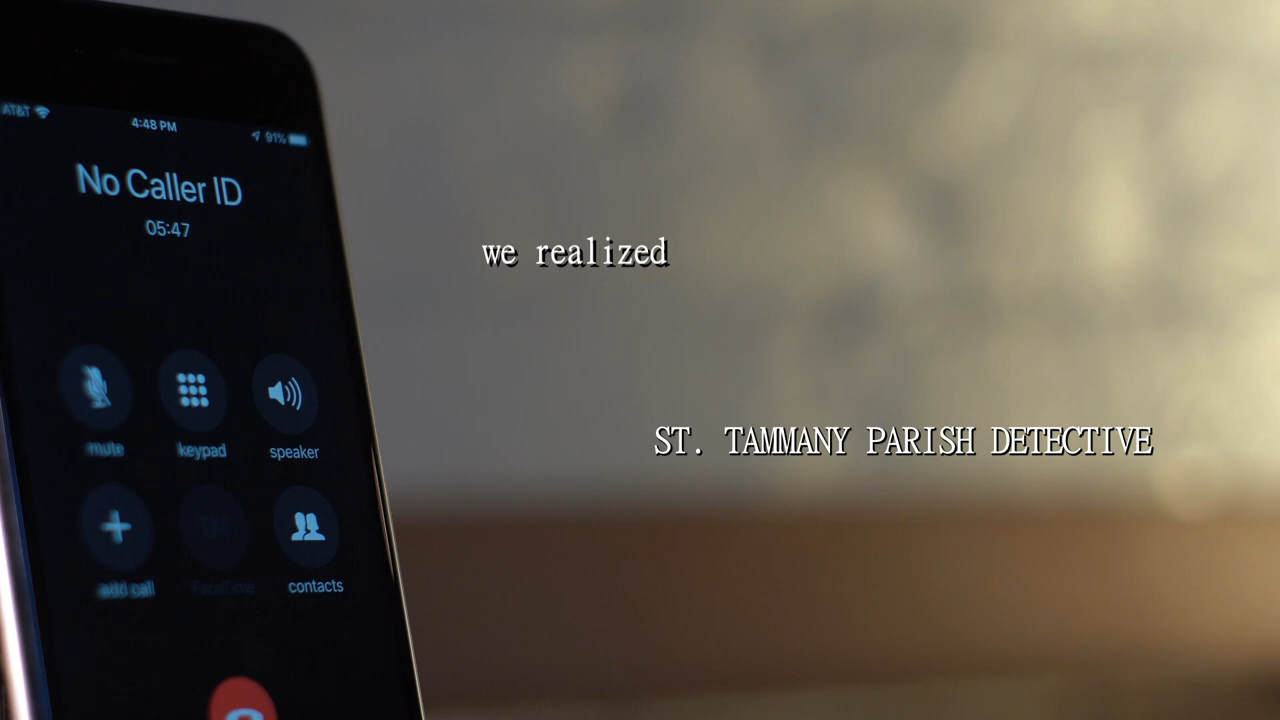 AT&T
4:48 PM
91%
No Caller ID
05:47
we realized
mute
keypad
speaker
ST. TAMMANY PARISH DETECTIVE
add call
FaceTime
contacts